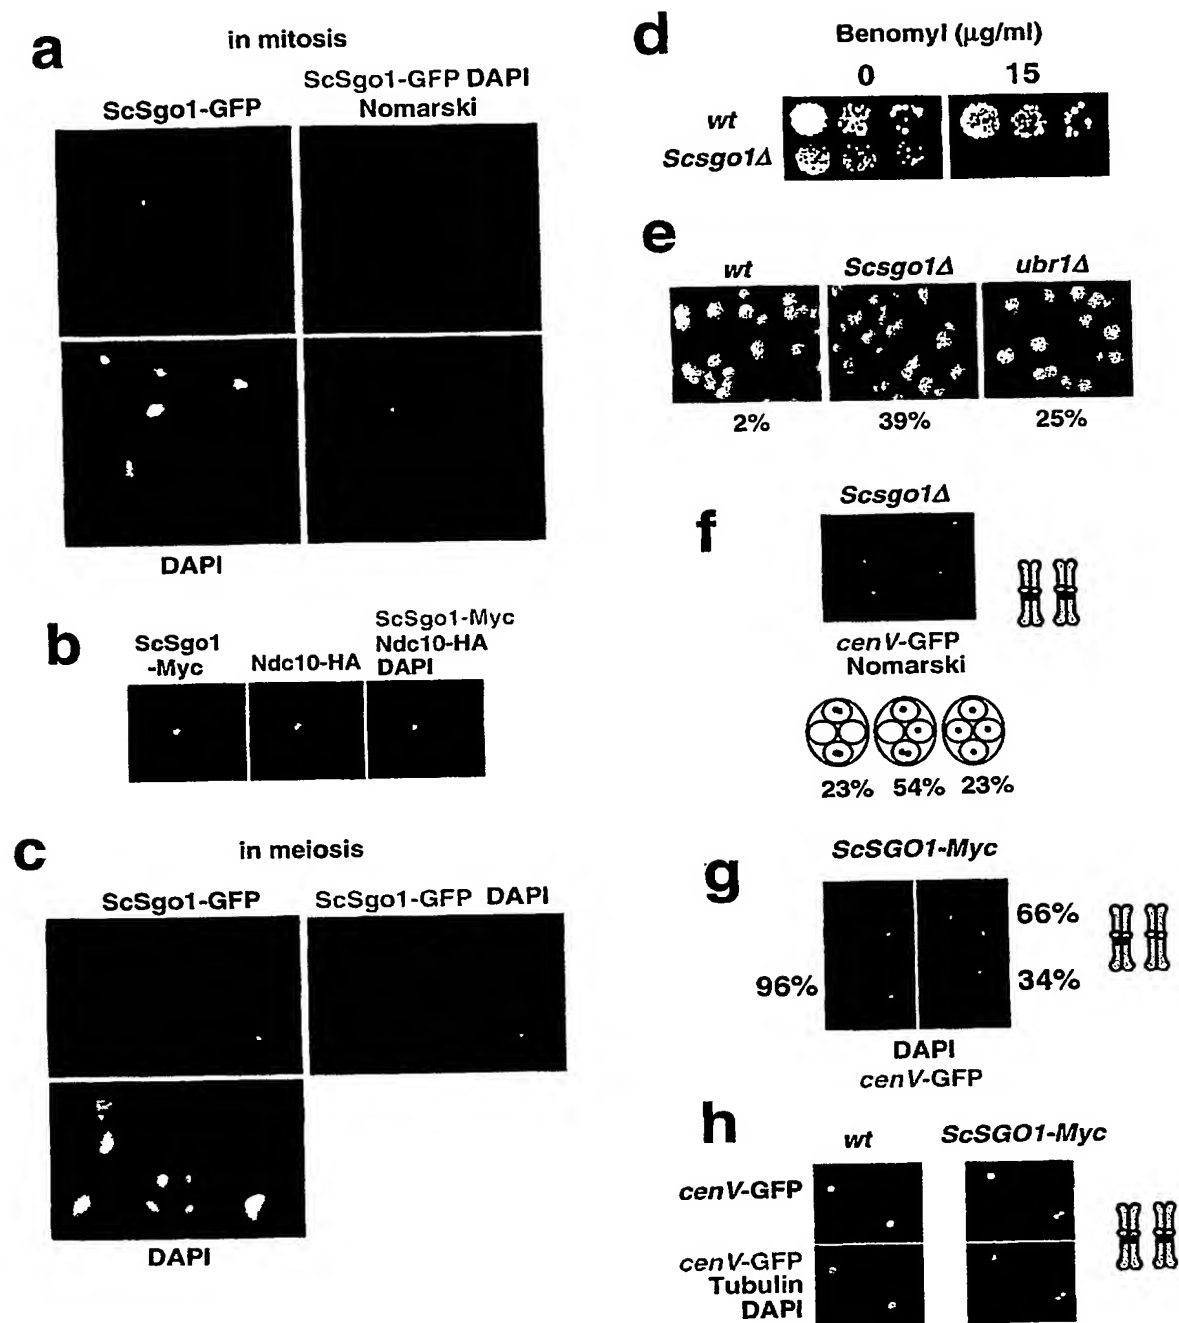 a
in mitosis
ScSgo1-GFP
ScSgo1-GFP DAPI
Nomarski
DAPI
b
ScSgo1
-Myc
Ndc10-HA
ScSgo1-Myc
Ndc10-HA
DAPI
c
in meiosis
ScSgo1-GFP
ScSgo1-GFP DAPI
DAPI
d
Benomyl (μg/ml)
0
15
wt
Scsgo1Δ
e
wt
Scsgo1Δ
ubr1Δ
2%
39%
25%
f
Scsgo1Δ
cenV-GFP
Nomarski
23% 54% 23%
g
ScSGO1-Myc
66%
96%
34%
DAPI
cenV-GFP
h
wt
ScSGO1-Myc
cenV-GFP
cenV-GFP
Tubulin
DAPI